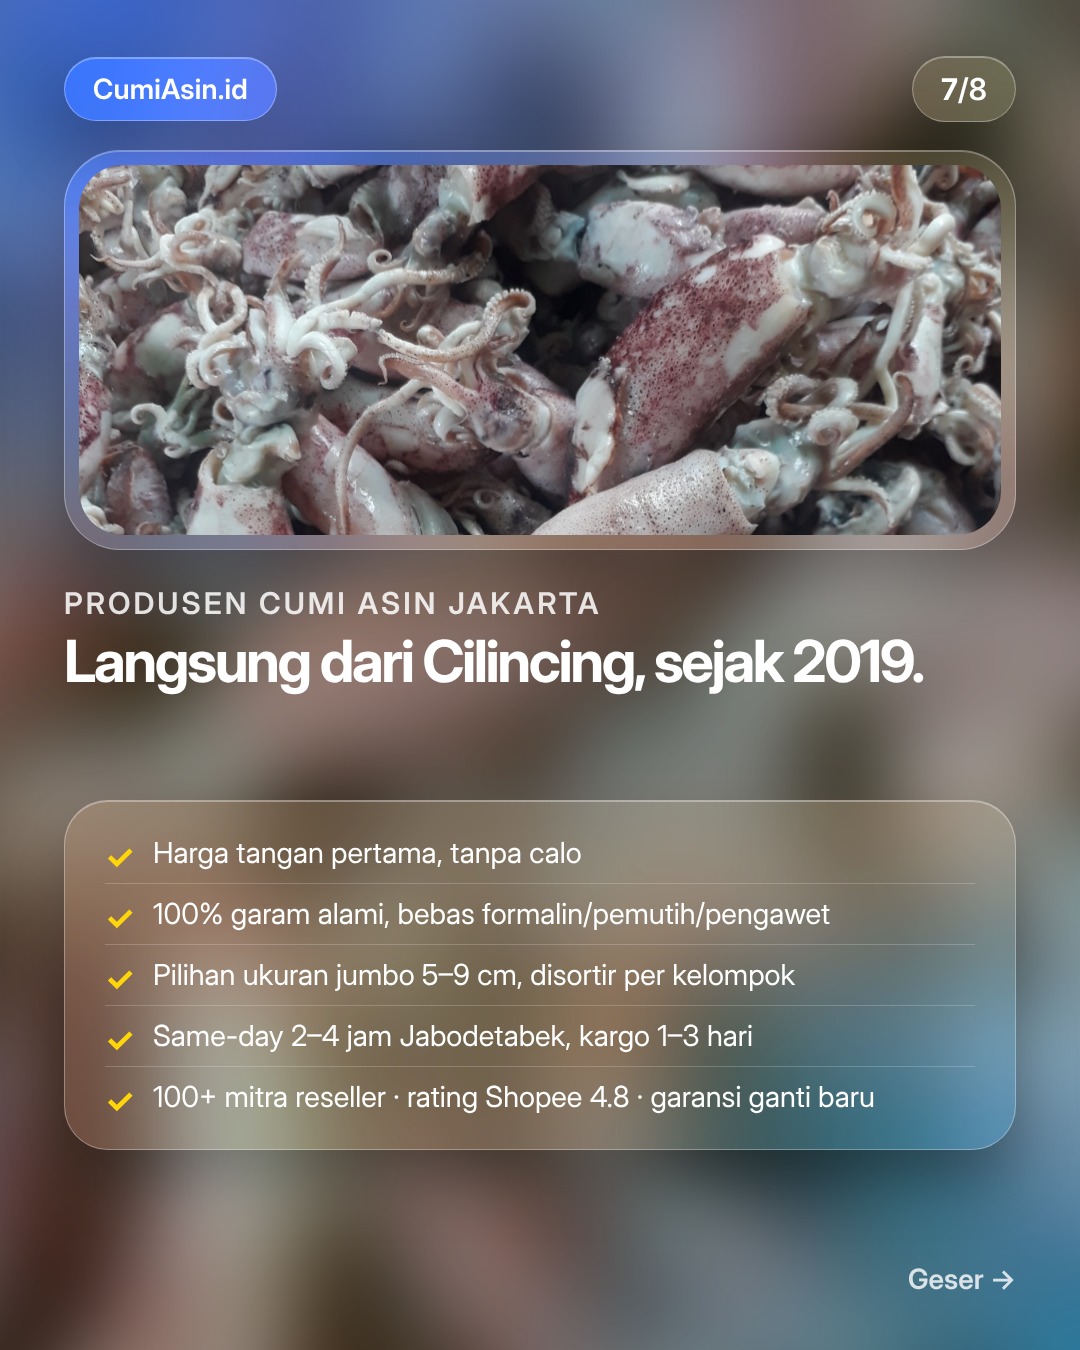 CumiAsin.id
7/8
PRODUSEN CUMI ASIN JAKARTA
Langsung dari Cilincing, sejak 2019.
Harga tangan pertama, tanpa calo
100% garam alami, bebas formalin/pemutih/pengawet
Pilihan ukuran jumbo 5–9 cm, disortir per kelompok
Same-day 2–4 jam Jabodetabek, kargo 1–3 hari
100+ mitra reseller · rating Shopee 4.8 · garansi ganti baru
Geser →